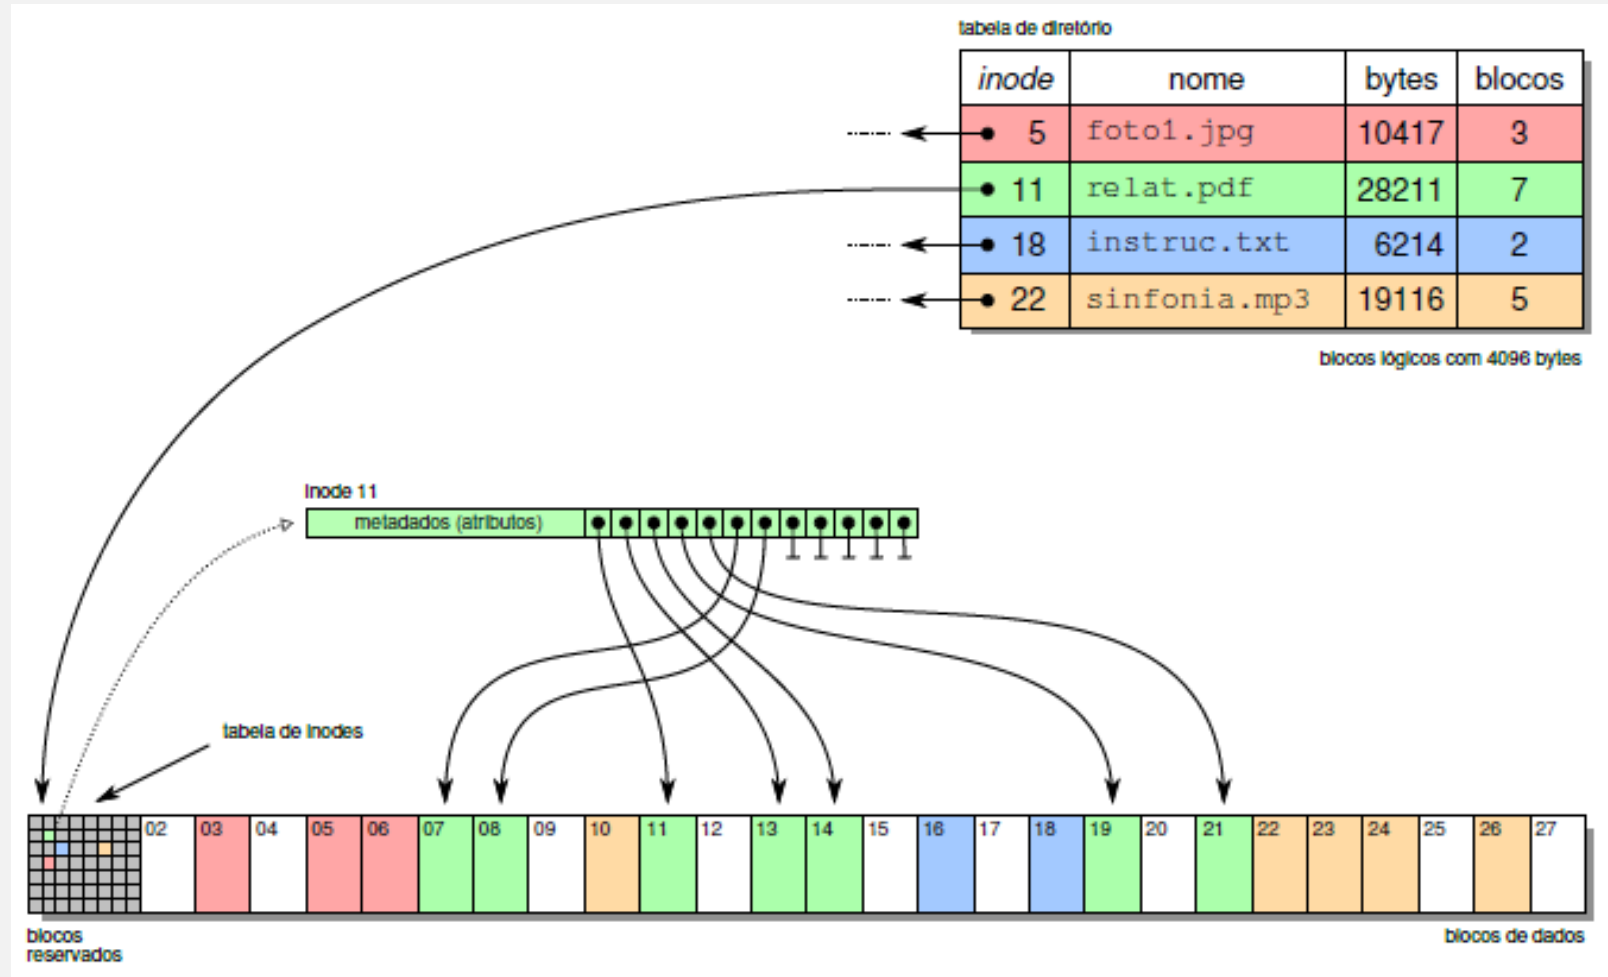 tabela de diretório
inode nome bytes blocos
5 foto1.jpg 10417 3
11 relat.pdf 28211 7
18 instruc.txt 6214 2
22 sinfonia.mp3 19116 5
blocos lógicos com 4096 bytes
Inode 11
metadados (atributos)
tabela de Inodes
02 03 04 05 06 07 08 09 10 11 12 13 14 15 16 17 18 19 20 21 22 23 24 25 26 27
blocos
reservados
blocos de dados